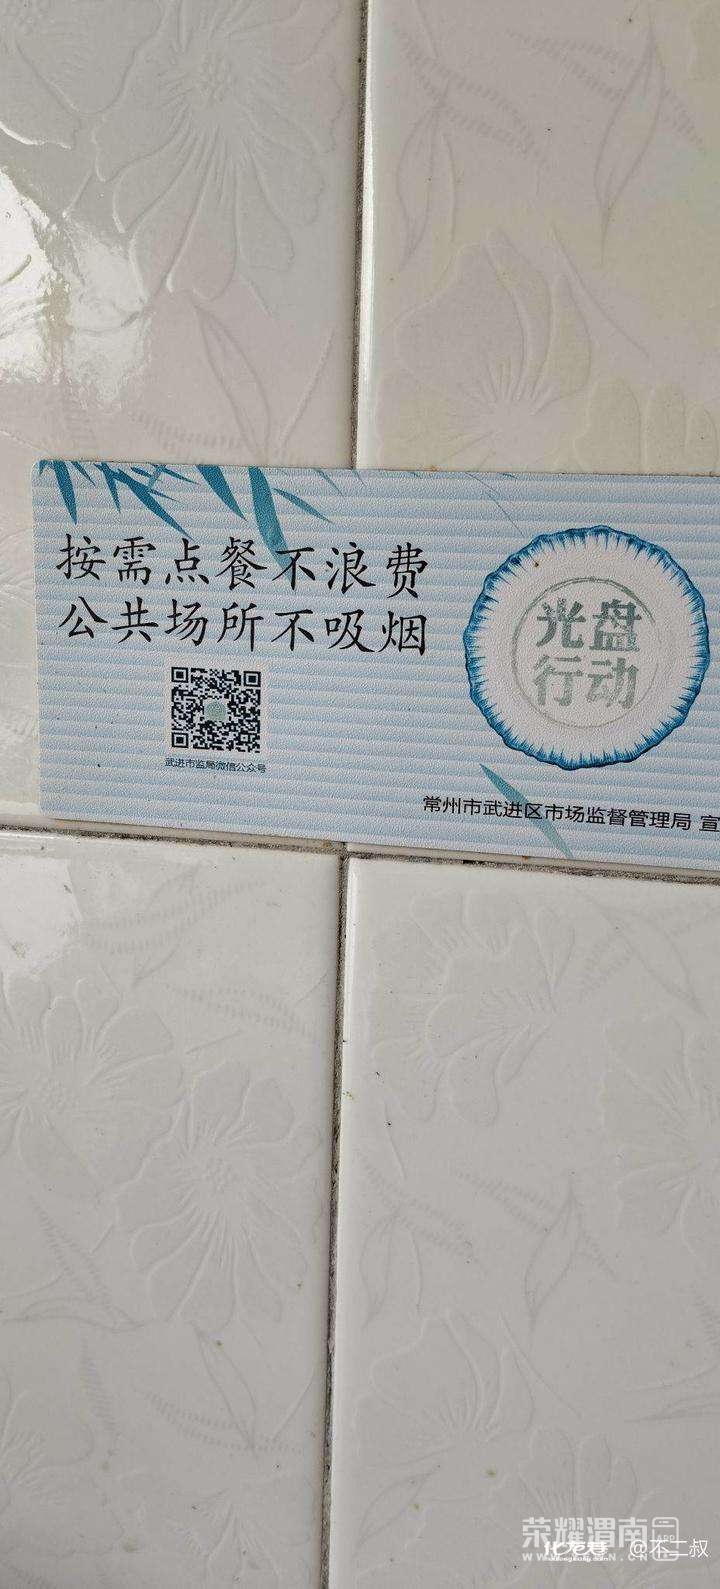 按需点餐不浪费
公共场所不吸烟
光盘
行动
武进市监局微信公众号
常州市武进区市场监督管理局 宣
荣耀渭南
APP
@不二叔